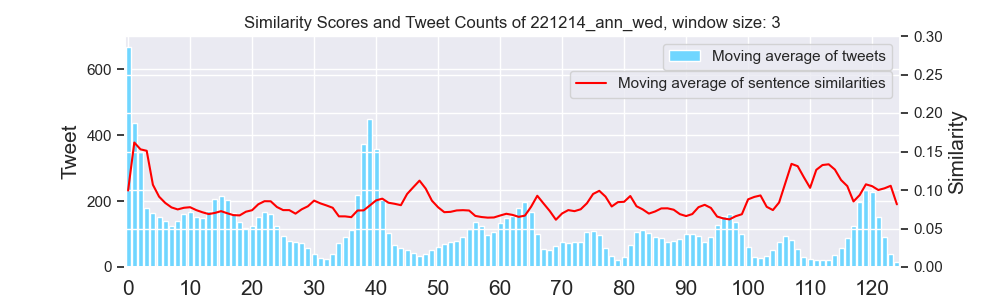 Similarity Scores and Tweet Counts of 221214_ann_wed, window size: 3
Moving average of tweets
Moving average of sentence similarities
Tweet
600
400
200
0
Similarity
0.30
0.25
0.20
0.15
0.10
0.05
0.00
0 10 20 30 40 50 60 70 80 90 100 110 120